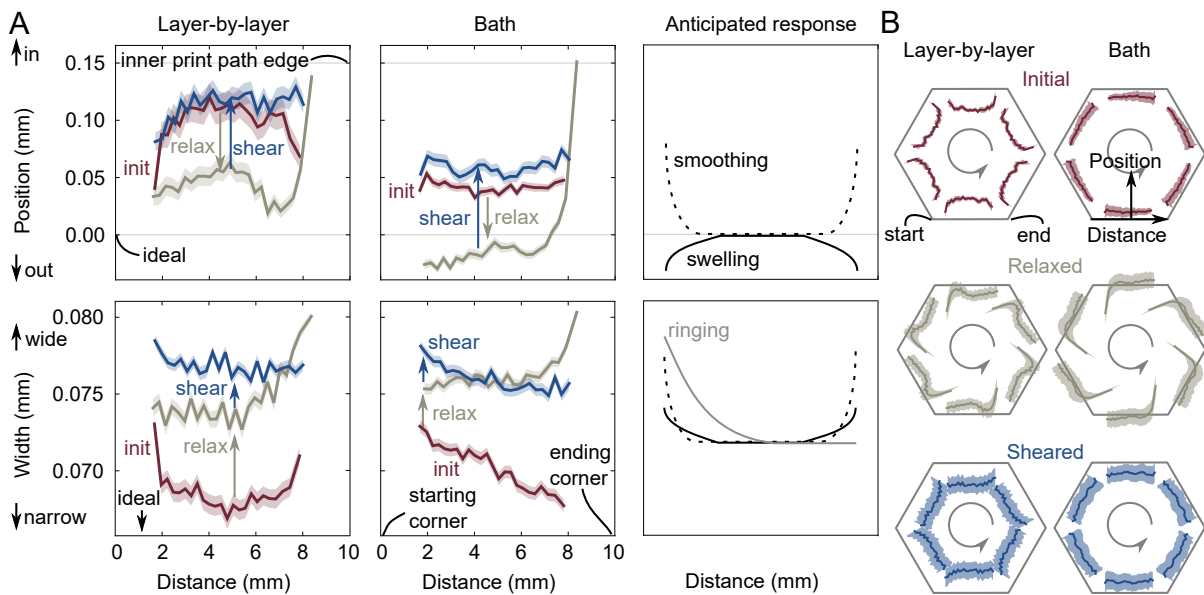 A
Layer-by-layer
Bath
Anticipated response
in
out
Position (mm)
0.15
0.10
0.05
0.00
inner print path edge
init
relax
shear
ideal
init
shear
relax
smoothing
swelling
wide
narrow
Width (mm)
0.080
0.075
0.070
shear
init
relax
ideal
shear
relax
init
starting
corner
ending
corner
ringing
0 2 4 6 8 10
2 4 6 8 10
Distance (mm)
Distance (mm)
Distance (mm)
B
Layer-by-layer
Bath
Initial
Position
start
end
Distance
Relaxed
Sheared